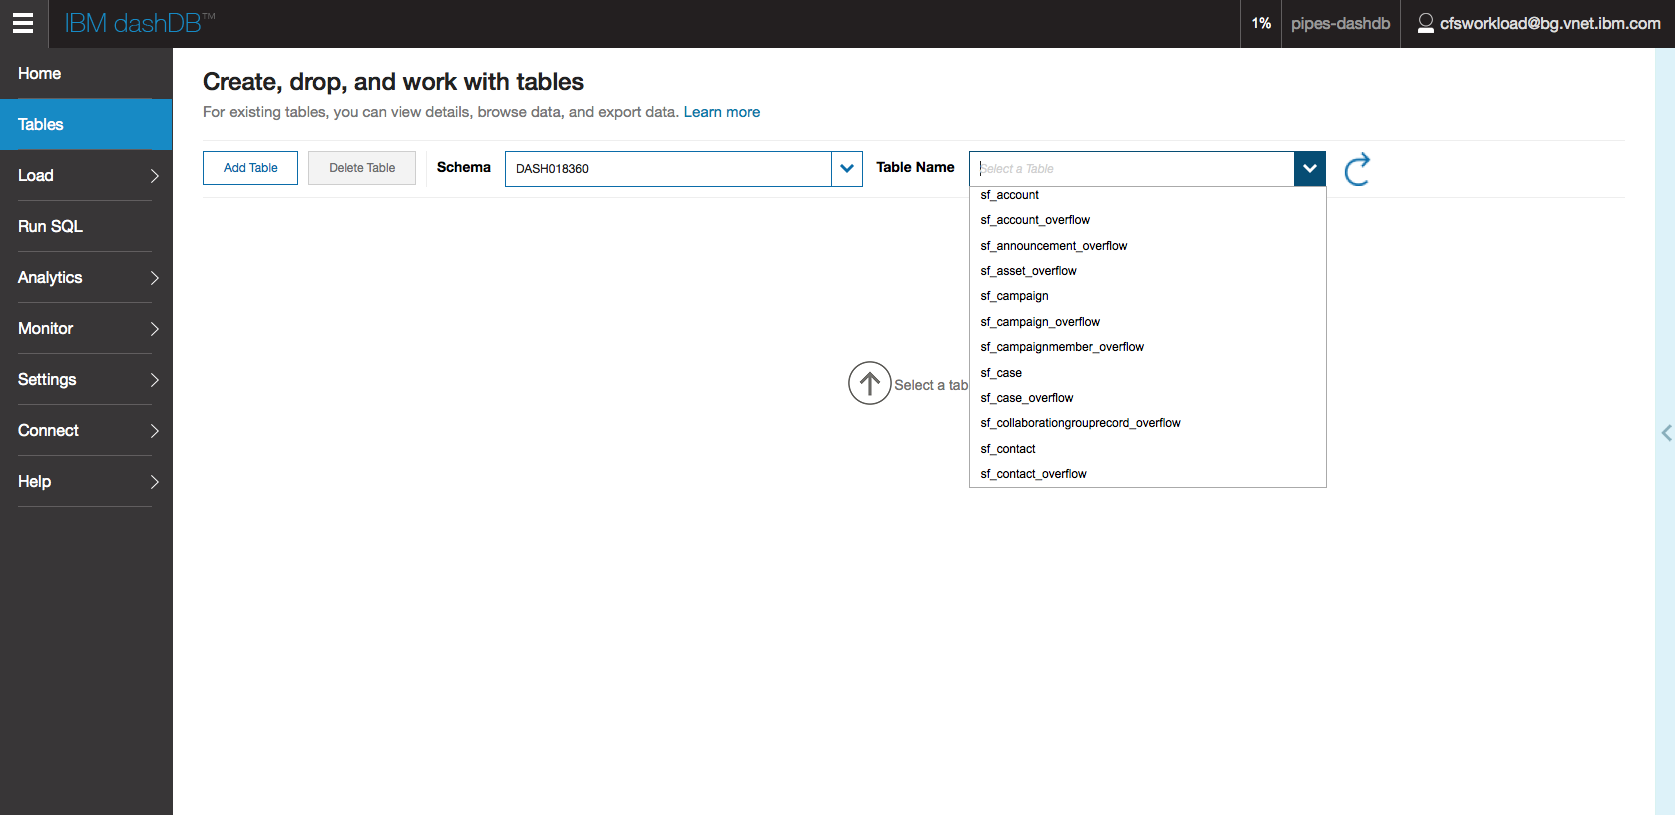 IBM dashDB™
1%
pipes-dashdb
cfsworkload@bg.vnet.ibm.com
Home
Tables
Load
Run SQL
Analytics
Monitor
Settings
Connect
Help
Create, drop, and work with tables
For existing tables, you can view details, browse data, and export data. Learn more
Add Table
Delete Table
Schema
DASH018360
Table Name
Select a Table
sf_account
sf_account_overflow
sf_announcement_overflow
sf_asset_overflow
sf_campaign
sf_campaign_overflow
sf_campaignmember_overflow
sf_case
sf_case_overflow
sf_collaborationgrouprecord_overflow
sf_contact
sf_contact_overflow
Select a tab